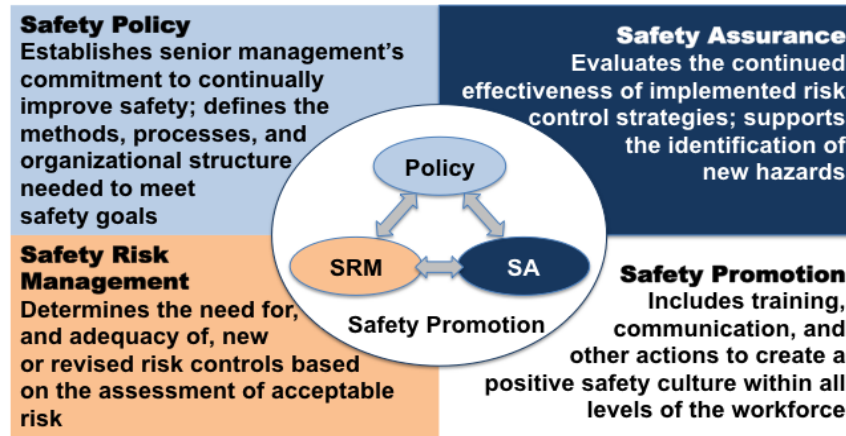 Safety Policy
Establishes senior management's
commitment to continually
improve safety; defines the
methods, processes, and
organizational structure
needed to meet
safety goals
Safety Assurance
Evaluates the continued
effectiveness of implemented risk
control strategies; supports
the identification of
new hazards
Policy
SRM
SA
Safety Promotion
Safety Risk
Management
Determines the need for,
and adequacy of, new
or revised risk controls based
on the assessment of acceptable
risk
Safety Promotion
Includes training,
communication, and
other actions to create a
positive safety culture within all
levels of the workforce